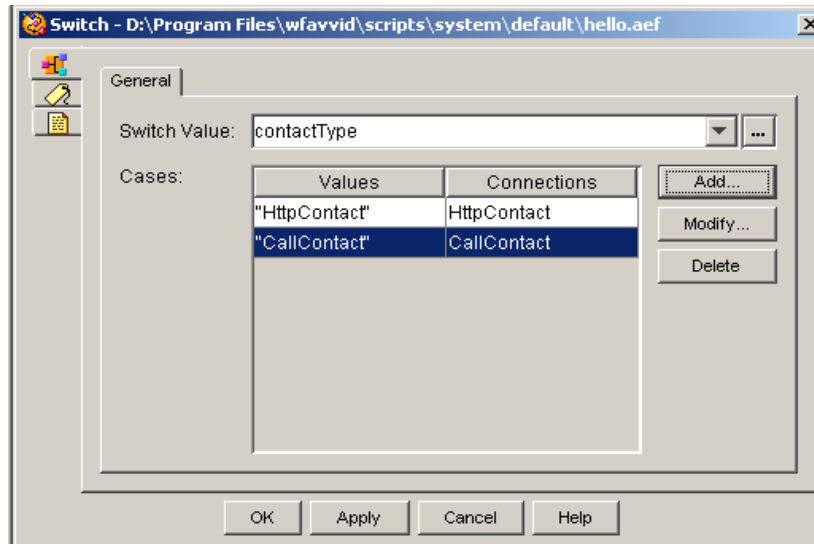 Switch - D:\Program Files\wfavvid\scripts\system\default\hello.aef
General
Switch Value: contactType ...
Cases: Values Connections Add...
"HttpContact" HttpContact Modify...
"CallContact" CallContact
Delete
OK Apply Cancel Help